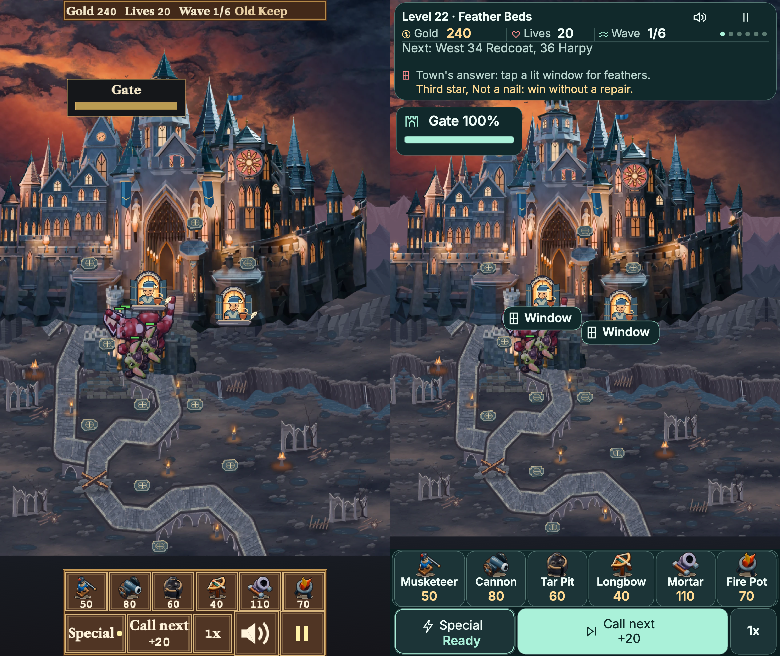 Gold 240 Lives 20 Wave 1/6 Old Keep
Gate
50
80
60
40
110
70
Special
Call next
+20
1x
Level 22 · Feather Beds
Gold 240
Lives 20
Wave 1/6
Next: West 34 Redcoat, 36 Harpy
Town's answer: tap a lit window for feathers.
Third star, Not a nail: win without a repair.
Gate 100%
Window
Window
Musketeer
50
Cannon
80
Tar Pit
60
Longbow
40
Mortar
110
Fire Pot
70
Special
Ready
Call next
+20
1x